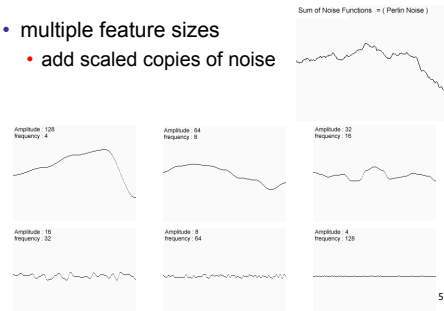 • multiple feature sizes
• add scaled copies of noise
Sum of Noise Functions = ( Perlin Noise )
Amplitude : 128
frequency : 4
Amplitude : 64
frequency : 8
Amplitude : 32
frequency : 16
Amplitude : 16
frequency : 32
Amplitude : 8
frequency : 64
Amplitude : 4
frequency : 128
5